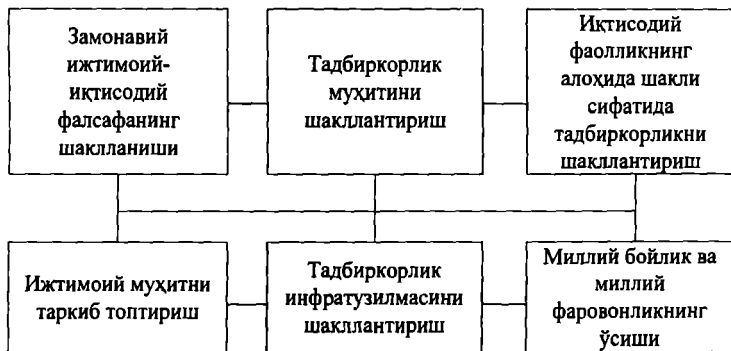 Замонавий
ижтимоий-
иқтисодий
фалсафанинг
шаклланиши
Тадбиркорлик
муҳитини
шакллантириш
Иқтисодий
фаолликнинг
алоҳида шакли
сифатида
тадбиркорликни
шакллантириш
Ижтимоий муҳитни
таркиб топтириш
Тадбиркорлик
инфратузилмасини
шакллантириш
Миллий бойлик ва
миллий
фаровонликнинг
ўсиши